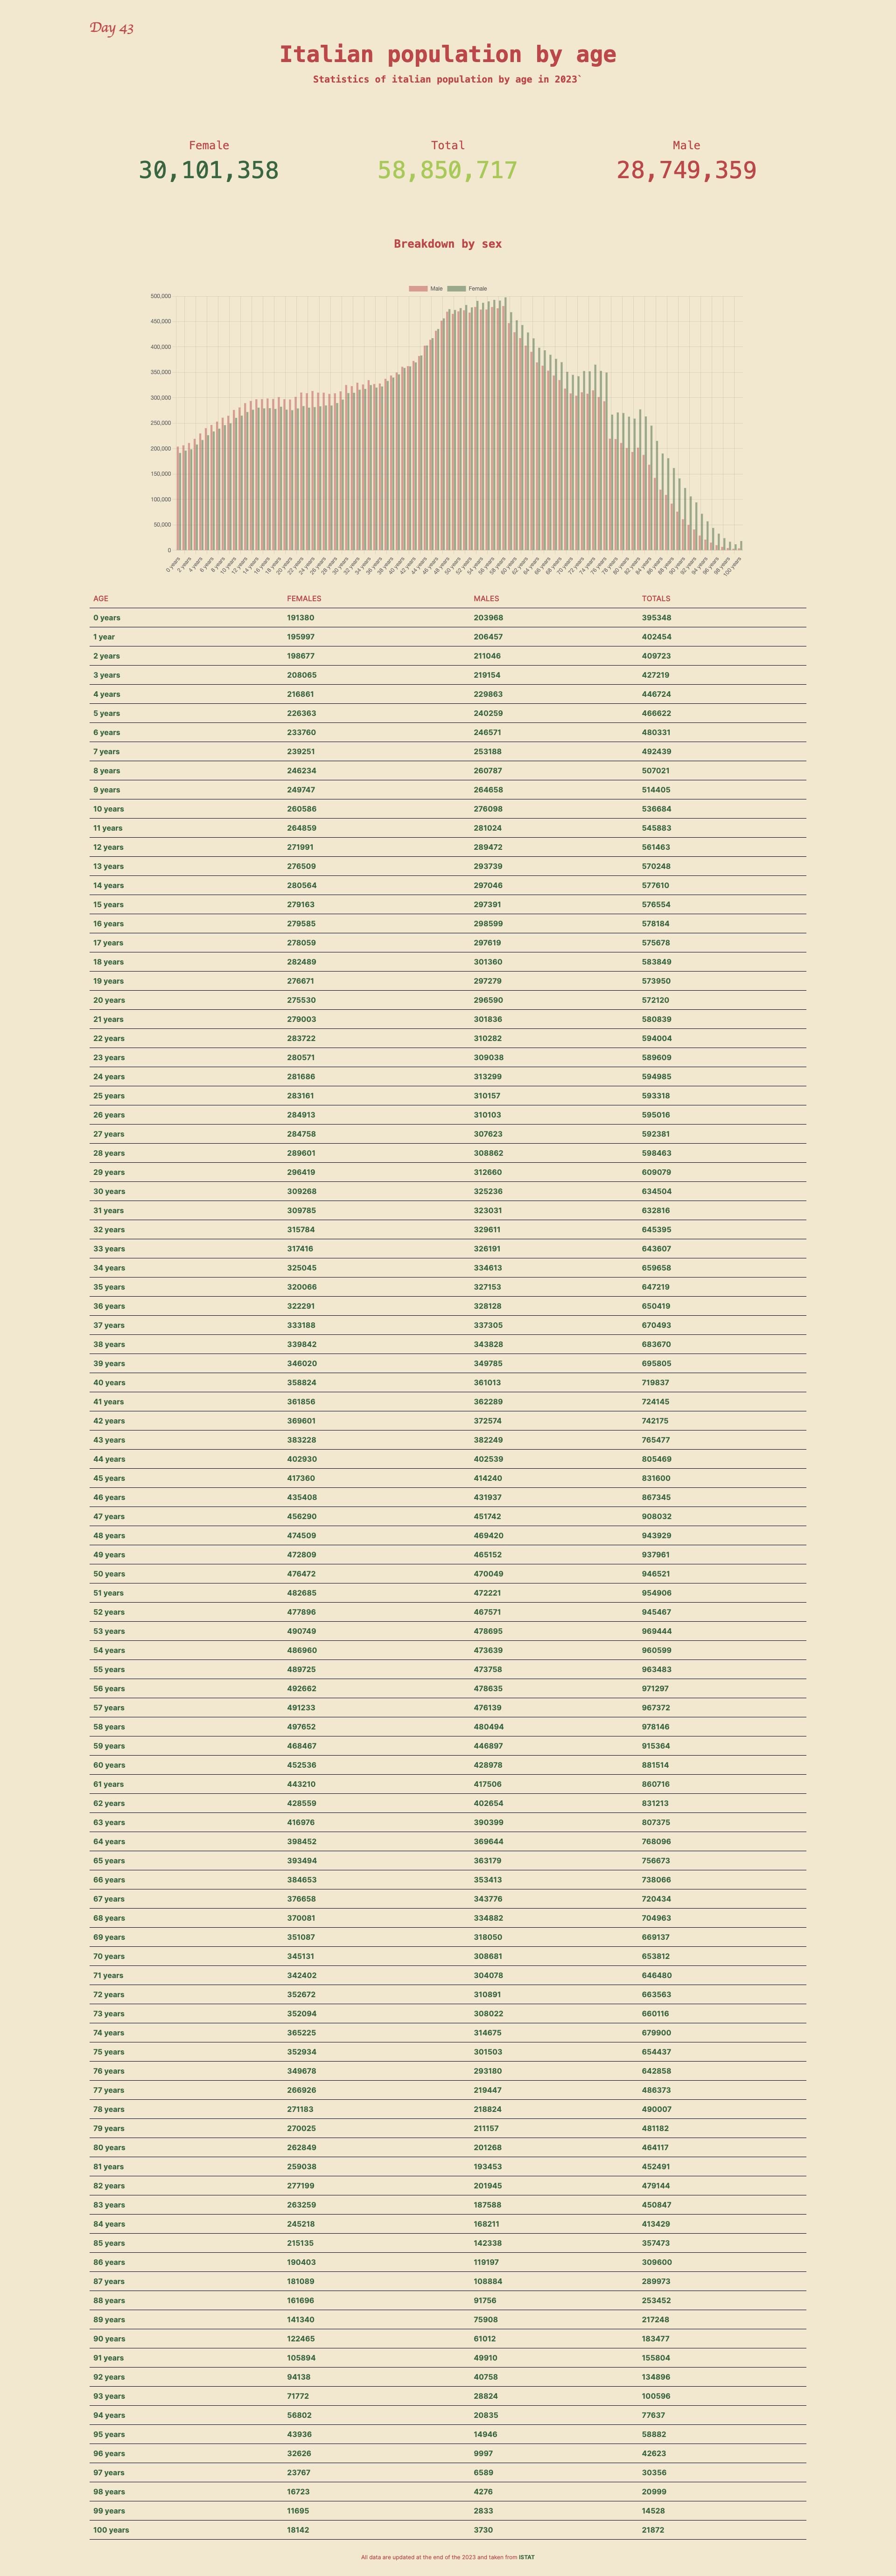 Day 43
Italian population by age
Statistics of italian population by age in 2023`
Female Total Male
30,101,358 58,850,717 28,749,359
Breakdown by sex
Male Female
500,000
450,000
400,000
350,000
300,000
250,000
200,000
150,000
100,000
50,000
0
0 years 2 years 4 years 6 years 8 years 10 years 12 years 14 years 16 years 18 years 20 years 22 years 24 years 26 years 28 years 30 years 32 years 34 years 36 years 38 years 40 years 42 years 44 years 46 years 48 years 50 years 52 years 54 years 56 years 58 years 60 years 62 years 64 years 66 years 68 years 70 years 72 years 74 years 76 years 78 years 80 years 82 years 84 years 86 years 88 years 90 years 92 years 94 years 96 years 98 years 100 years
AGE FEMALES MALES TOTALS
0 years 191380 203968 395348
1 year 195997 206457 402454
2 years 198677 211046 409723
3 years 208065 219154 427219
4 years 216861 229863 446724
5 years 226363 240259 466622
6 years 233760 246571 480331
7 years 239251 253188 492439
8 years 246234 260787 507021
9 years 249747 264658 514405
10 years 260586 276098 536684
11 years 264859 281024 545883
12 years 271991 289472 561463
13 years 276509 293739 570248
14 years 280564 297046 577610
15 years 279163 297391 576554
16 years 279585 298599 578184
17 years 278059 297619 575678
18 years 282489 301360 583849
19 years 276671 297279 573950
20 years 275530 296590 572120
21 years 279003 301836 580839
22 years 283722 310282 594004
23 years 280571 309038 589609
24 years 281686 313299 594985
25 years 283161 310157 593318
26 years 284913 310103 595016
27 years 284758 307623 592381
28 years 289601 308862 598463
29 years 296419 312660 609079
30 years 309268 325236 634504
31 years 309785 323031 632816
32 years 315784 329611 645395
33 years 317416 326191 643607
34 years 325045 334613 659658
35 years 320066 327153 647219
36 years 322291 328128 650419
37 years 333188 337305 670493
38 years 339842 343828 683670
39 years 346020 349785 695805
40 years 358824 361013 719837
41 years 361856 362289 724145
42 years 369601 372574 742175
43 years 383228 382249 765477
44 years 402930 402539 805469
45 years 417360 414240 831600
46 years 435408 431937 867345
47 years 456290 451742 908032
48 years 474509 469420 943929
49 years 472809 465152 937961
50 years 476472 470049 946521
51 years 482685 472221 954906
52 years 477896 467571 945467
53 years 490749 478695 969444
54 years 486960 473639 960599
55 years 489725 473758 963483
56 years 492662 478635 971297
57 years 491233 476139 967372
58 years 497652 480494 978146
59 years 468467 446897 915364
60 years 452536 428978 881514
61 years 443210 417506 860716
62 years 428559 402654 831213
63 years 416976 390399 807375
64 years 398452 369644 768096
65 years 393494 363179 756673
66 years 384653 353413 738066
67 years 376658 343776 720434
68 years 370081 334882 704963
69 years 351087 318050 669137
70 years 345131 308681 653812
71 years 342402 304078 646480
72 years 352672 310891 663563
73 years 352094 308022 660116
74 years 365225 314675 679900
75 years 352934 301503 654437
76 years 349678 293180 642858
77 years 266926 219447 486373
78 years 271183 218824 490007
79 years 270025 211157 481182
80 years 262849 201268 464117
81 years 259038 193453 452491
82 years 277199 201945 479144
83 years 263259 187588 450847
84 years 245218 168211 413429
85 years 215135 142338 357473
86 years 190403 119197 309600
87 years 181089 108884 289973
88 years 161696 91756 253452
89 years 141340 75908 217248
90 years 122465 61012 183477
91 years 105894 49910 155804
92 years 94138 40758 134896
93 years 71772 28824 100596
94 years 56802 20835 77637
95 years 43936 14946 58882
96 years 32626 9997 42623
97 years 23767 6589 30356
98 years 16723 4276 20999
99 years 11695 2833 14528
100 years 18142 3730 21872
All data are updated at the end of the 2023 and taken from ISTAT